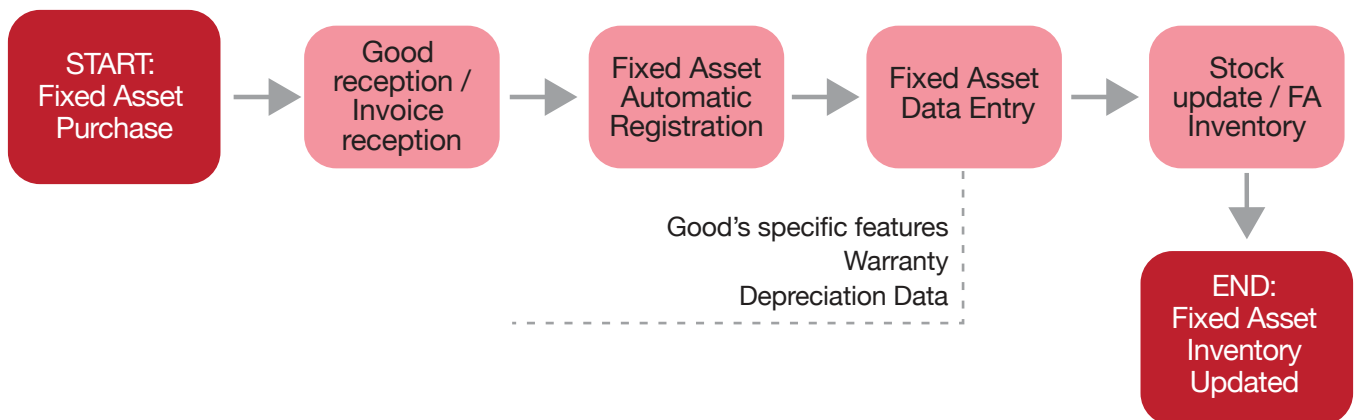 START:
Fixed Asset
Purchase
Good
reception /
Invoice
reception
Fixed Asset
Automatic
Registration
Fixed Asset
Data Entry
Stock
update / FA
Inventory
Good’s specific features
Warranty
Depreciation Data
END:
Fixed Asset
Inventory
Updated